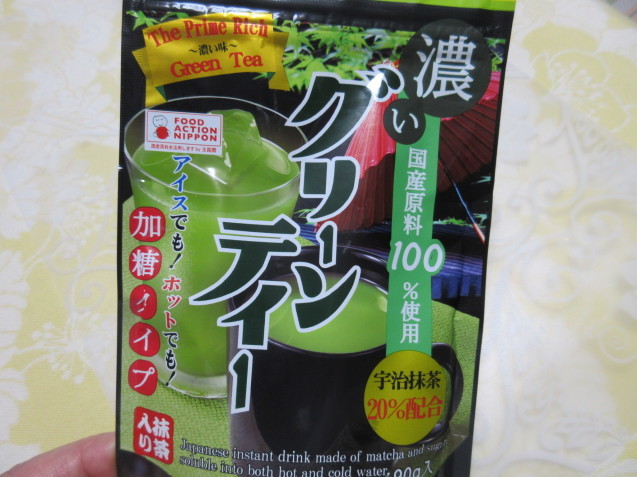 The Prime Rich
～濃い味～
Green Tea
濃い
グリーンティー
FOOD
ACTION
NIPPON
国産原料100%使用
アイスでも!ホットでも!
加糖タイプ
宇治抹茶
20%配合
抹茶入り
Japanese instant drink made of matcha and sugar
soluble into both hot and cold water.